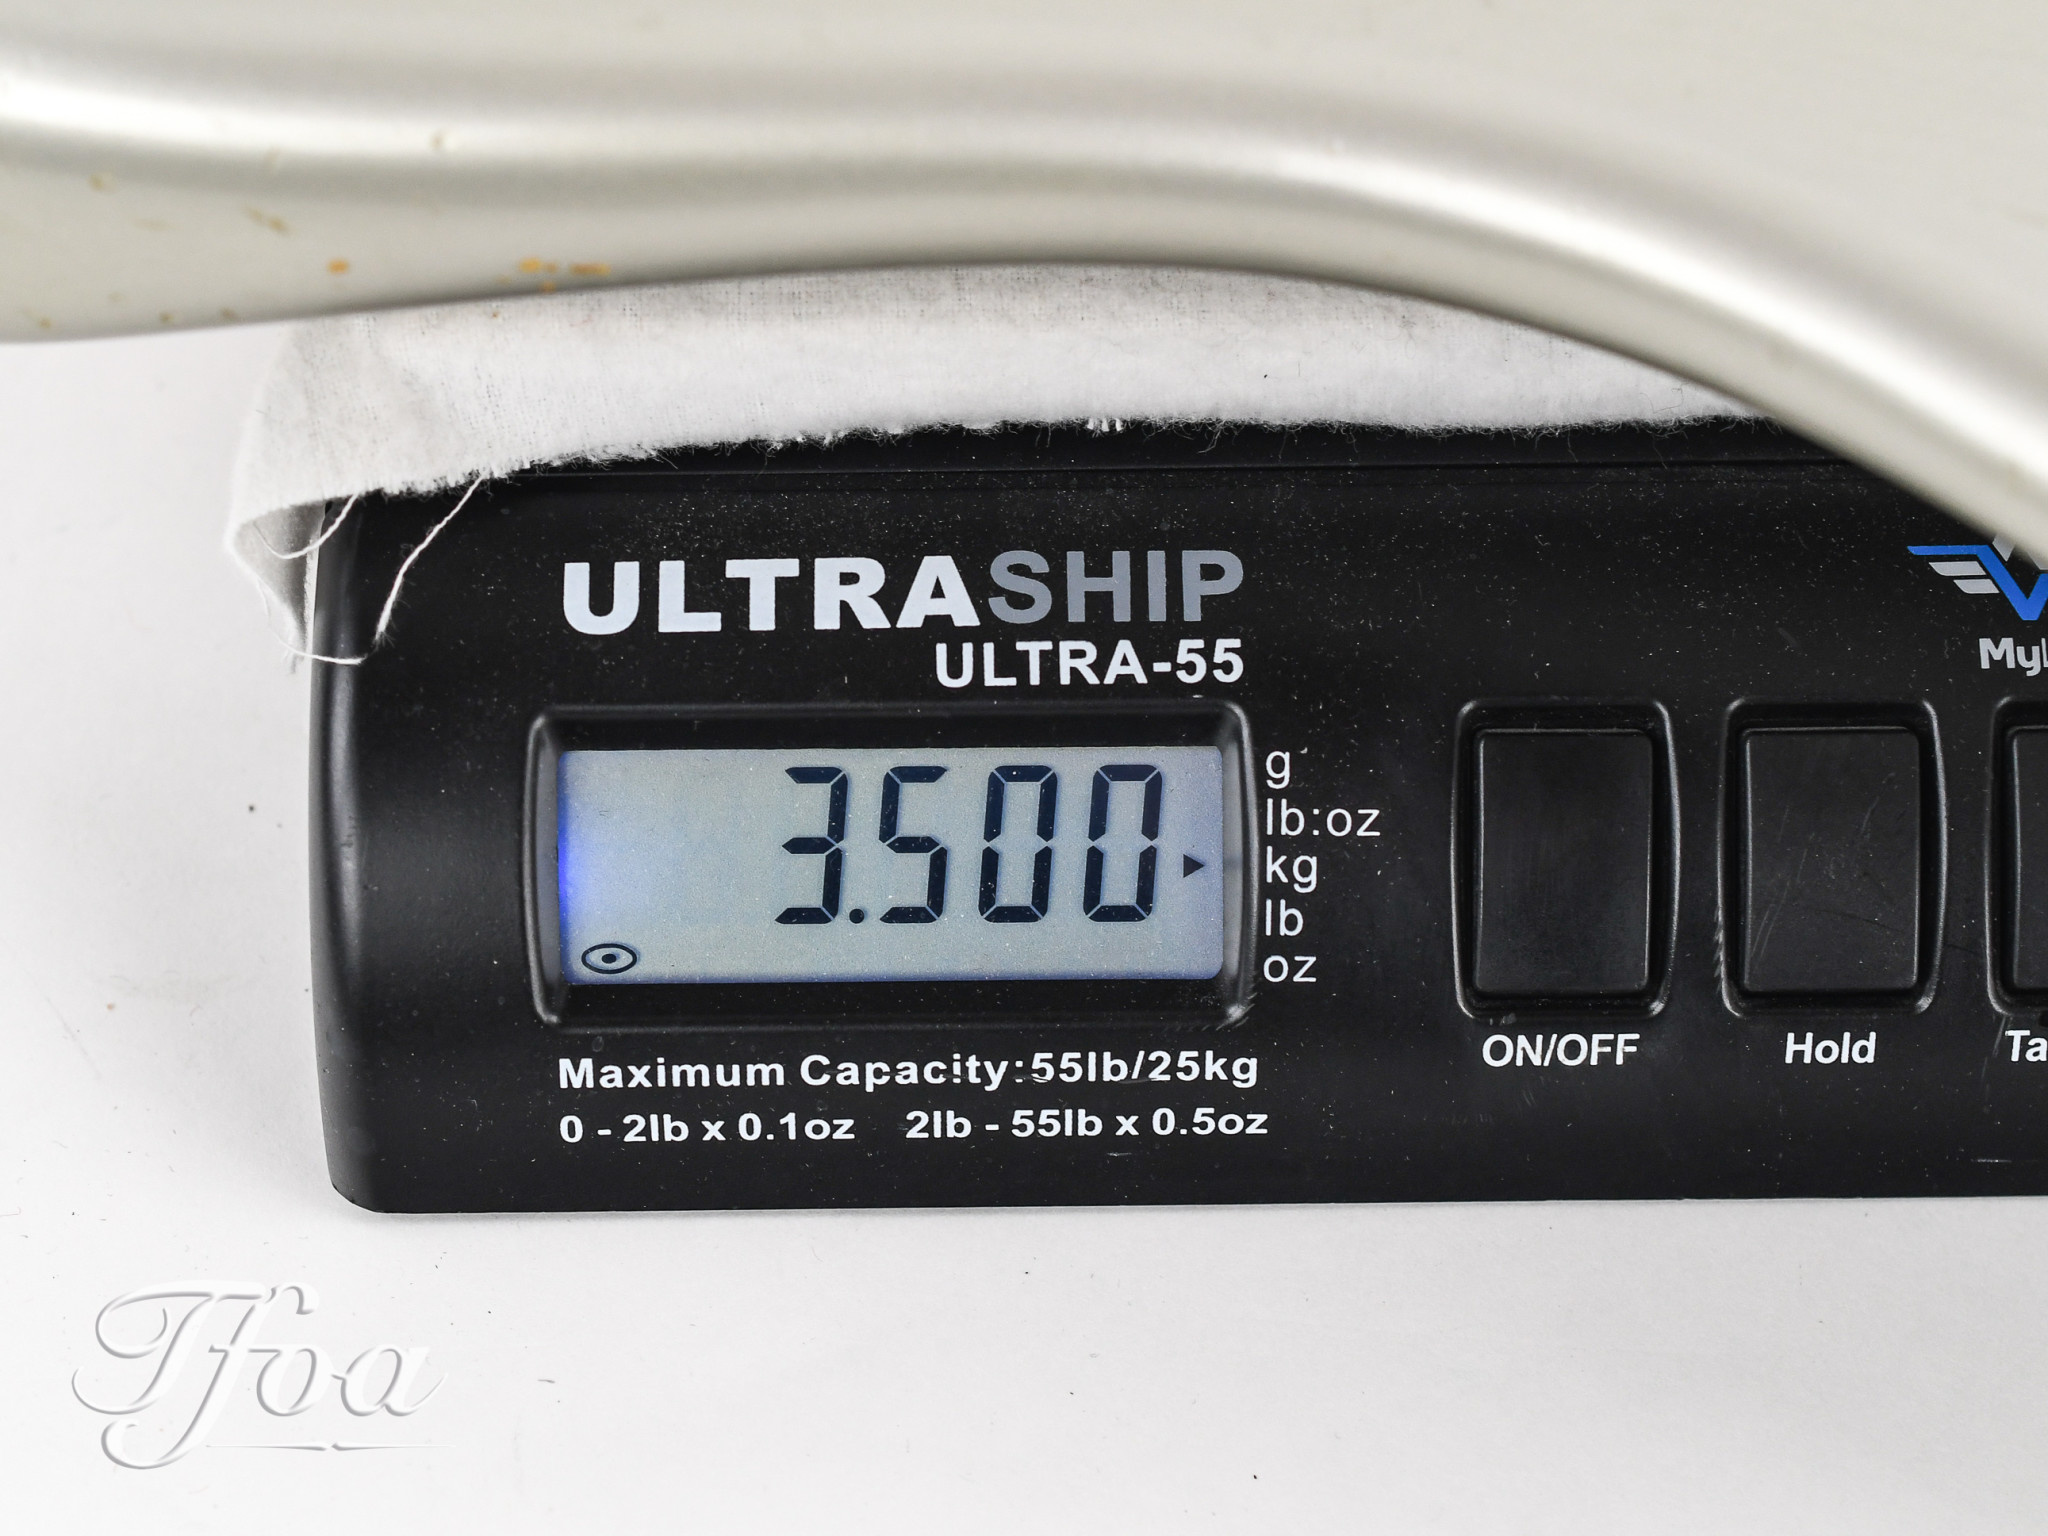 ULTRASHIP
ULTRA-55
3.500
g
lb:oz
kg
lb
oz
ON/OFF
Hold
Maximum Capacity:55lb/25kg
0 - 2lb x 0.1oz 2lb - 55lb x 0.5oz
Tfoa